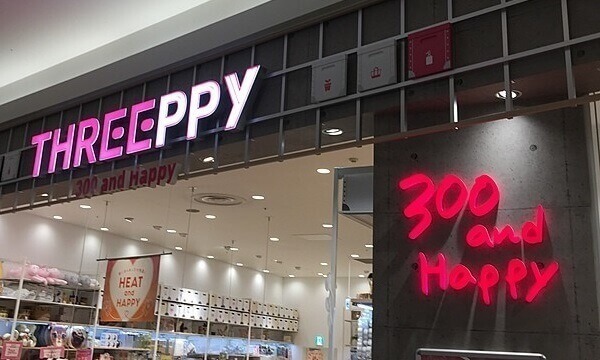 THREEPPY
300 and Happy
300
and
Happy
HEAT
and
HAPPY